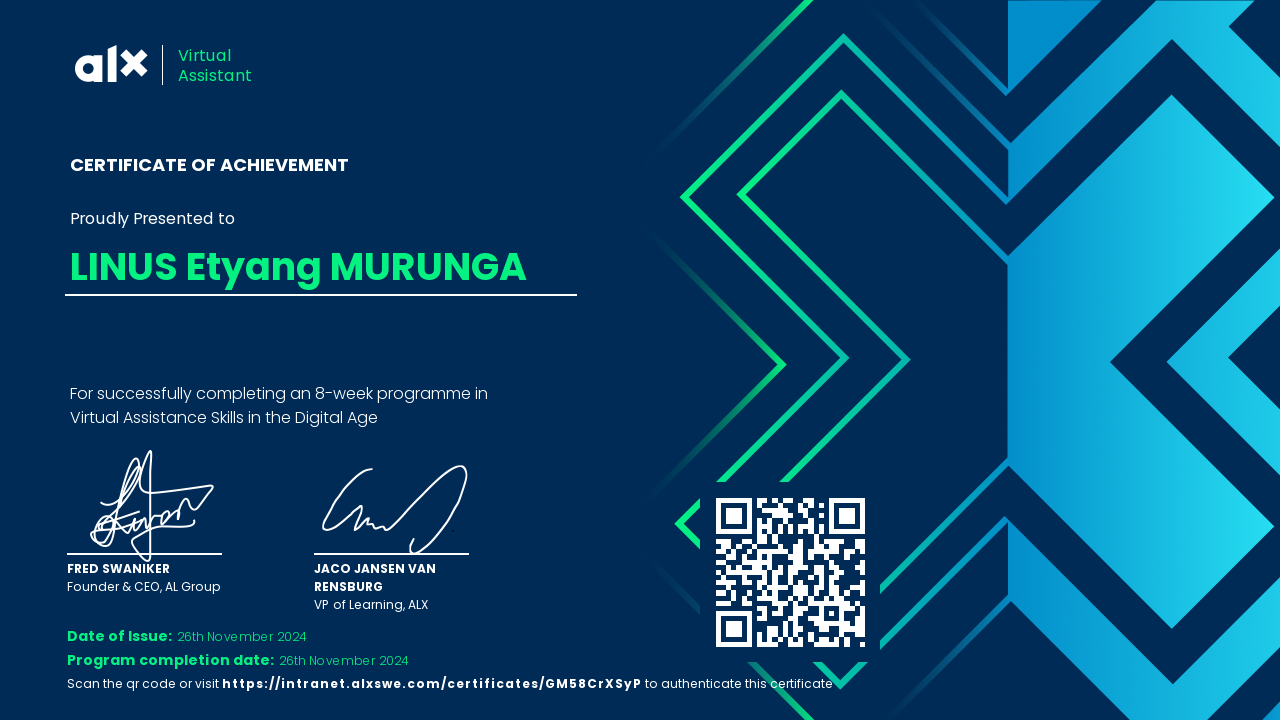 alx
Virtual
Assistant
CERTIFICATE OF ACHIEVEMENT
Proudly Presented to
LINUS Etyang MURUNGA
For successfully completing an 8-week programme in
Virtual Assistance Skills in the Digital Age
FRED SWANIKER
Founder & CEO, AL Group
JACO JANSEN VAN
RENSBURG
VP of Learning, ALX
Date of Issue: 26th November 2024
Program completion date: 26th November 2024
Scan the qr code or visit https://intranet.alxswe.com/certificates/GM58CrXSyP to authenticate this certificate